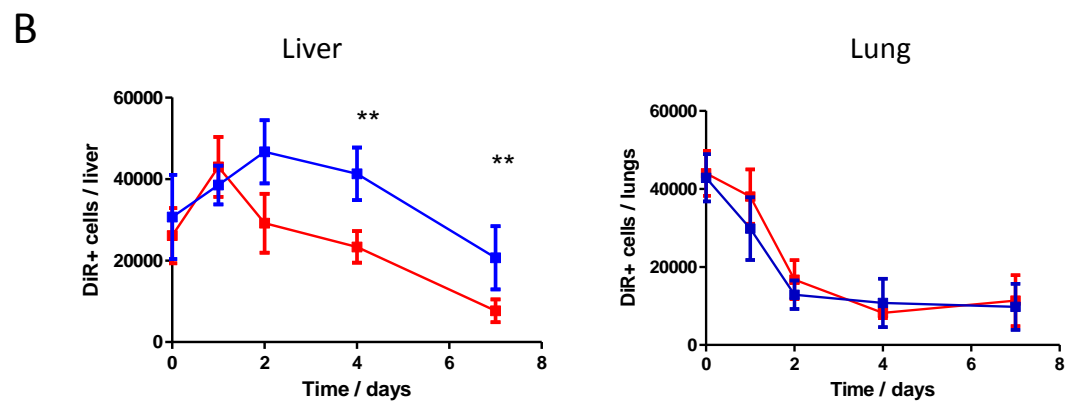 B
Liver
Lung
60000
40000
20000
0
DiR+ cells / liver
**
**
0 2 4 6 8
Time / days
60000
40000
20000
0
DiR+ cells / lungs
0 2 4 6 8
Time / days